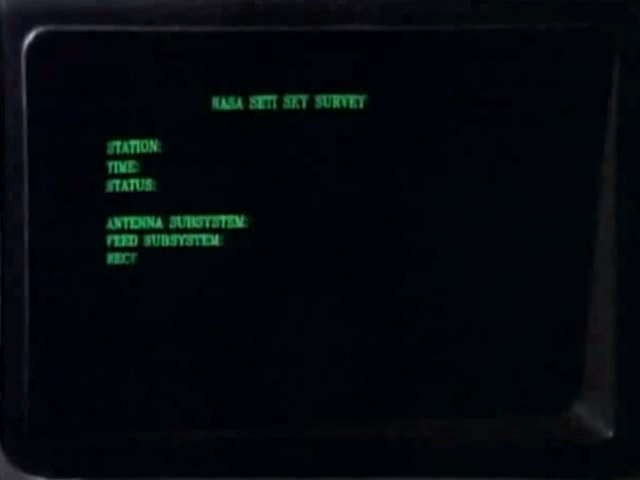 NASA SETI SKY SURVEY
STATION:
TIME:
STATUS:
ANTENNA SUBSYSTEM:
FEED SUBSYSTEM: